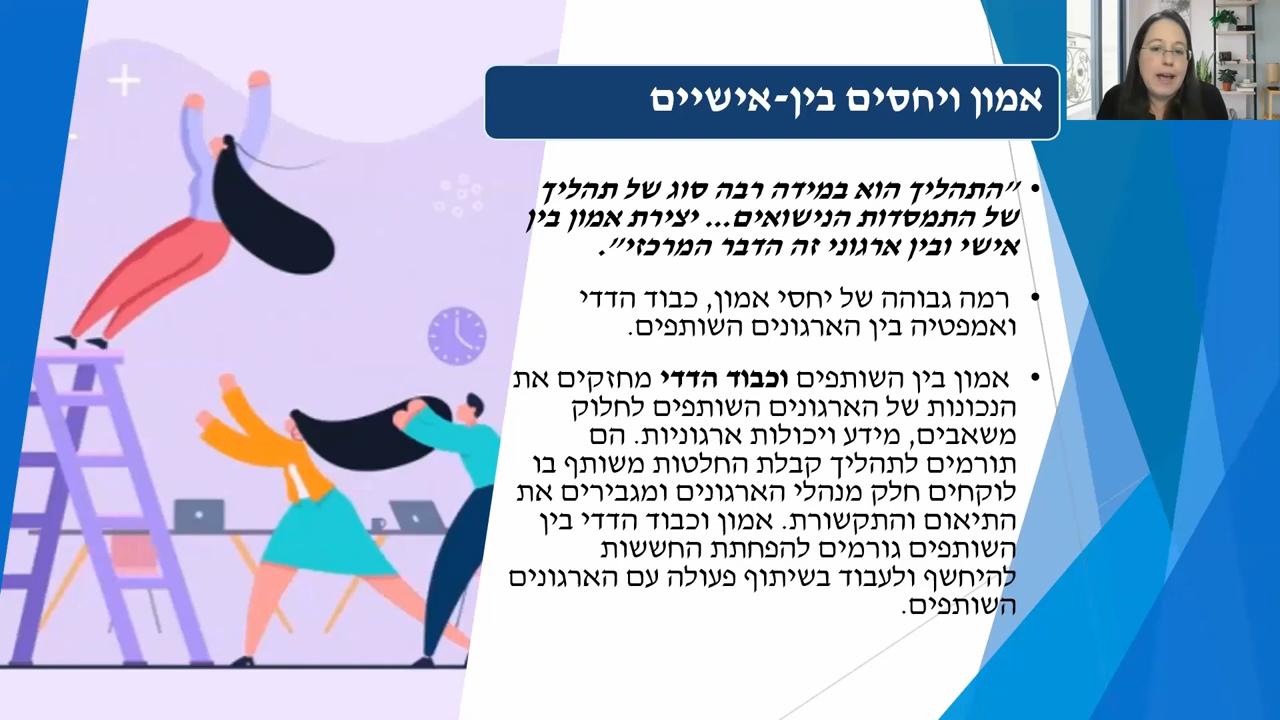 אמון ויחסים בין-אישיים
• "התהליך הוא במידה רבה סוג של תהליך
של התמסדות הנישואים... יצירת אמון בין
אישי ובין ארגוני זה הדבר המרכזי".
• רמה גבוהה של יחסי אמון, כבוד הדדי
ואמפטיה בין הארגונים השותפים.
• אמון בין השותפים וכבוד הדדי מחזקים את
הנכונות של הארגונים השותפים לחלוק
משאבים, מידע ויכולות ארגוניות. הם
תורמים לתהליך קבלת החלטות משותף בו
לוקחים חלק מנהלי הארגונים ומגבירים את
התיאום והתקשורת. אמון וכבוד הדדי בין
השותפים גורמים להפחתת החששות
להיחשף ולעבוד בשיתוף פעולה עם הארגונים
השותפים.